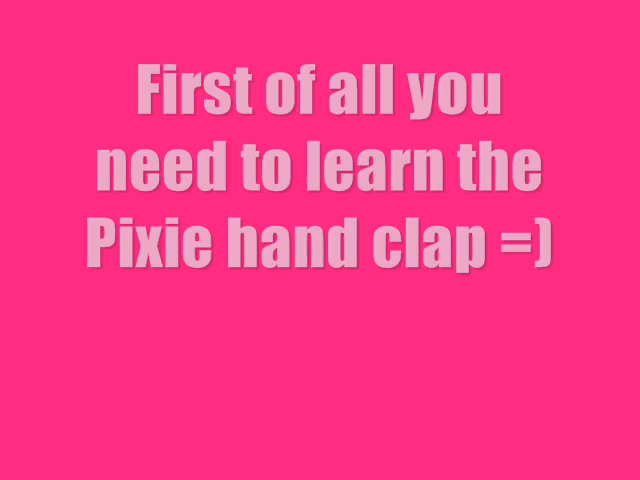 First of all you
need to learn the
Pixie hand clap =)